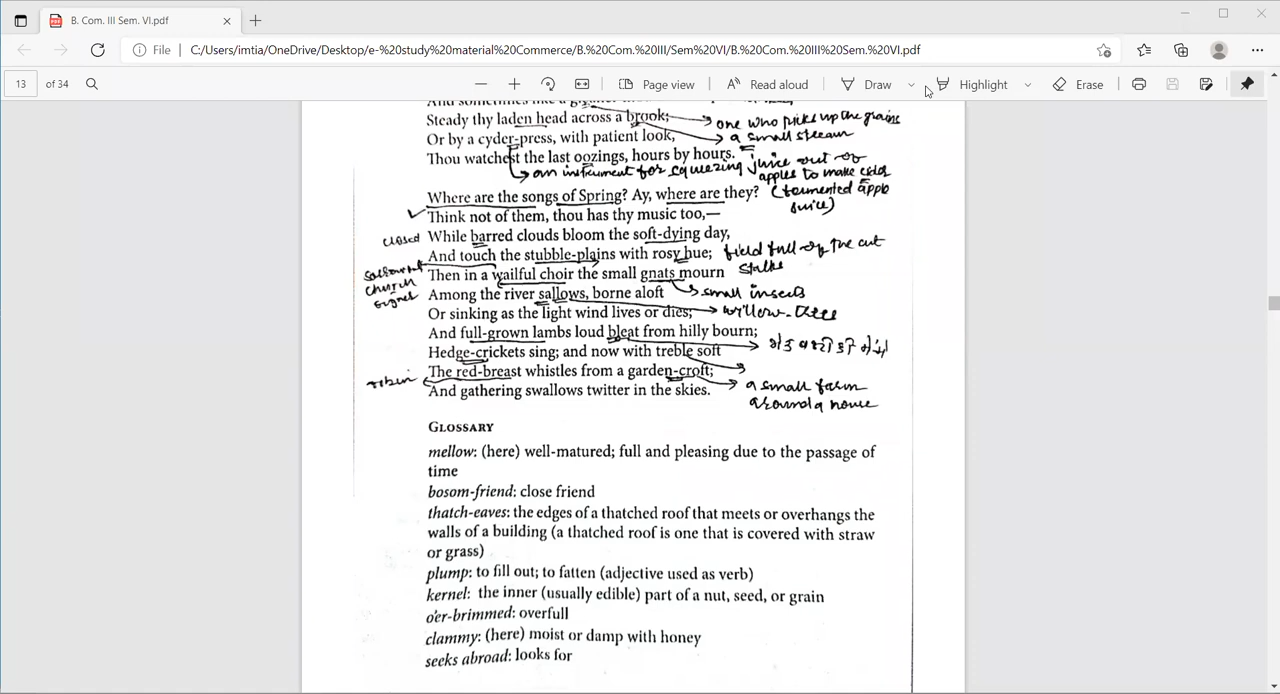 B. Com. III Sem. VI.pdf
File C:/Users/imtia/OneDrive/Desktop/e-%20study%20material%20Commerce/B.%20Com.%20III/Sem%20VI/B.%20Com.%20III%20Sem.%20VI.pdf
13 of 34 Page view Read aloud Draw Highlight Erase
And sometimes like a
Steady thy laden head across a brook; one who picks up the grains
Or by a cyder-press, with patient look, a small stream
Thou watchest the last oozings, hours by hours.
an instrument for squeezing juice out of
apples to make cider
(fermented apple
juice)
Where are the songs of Spring? Ay, where are they?
Think not of them, thou has thy music too,—
closed While barred clouds bloom the soft-dying day,
And touch the stubble-plains with rosy hue; field full of the cut
stalks
Then in a wailful choir the small gnats mourn
church
singer
Among the river sallows, borne aloft small insects
Or sinking as the light wind lives or dies; willow-trees
And full-grown lambs loud bleat from hilly bourn;
Hedge-crickets sing; and now with treble soft
robin The red-breast whistles from a garden-croft;
And gathering swallows twitter in the skies. a small farm
around a house
GLOSSARY
mellow: (here) well-matured; full and pleasing due to the passage of
time
bosom-friend: close friend
thatch-eaves: the edges of a thatched roof that meets or overhangs the
walls of a building (a thatched roof is one that is covered with straw
or grass)
plump: to fill out; to fatten (adjective used as verb)
kernel: the inner (usually edible) part of a nut, seed, or grain
o'er-brimmed: overfull
clammy: (here) moist or damp with honey
seeks abroad: looks for